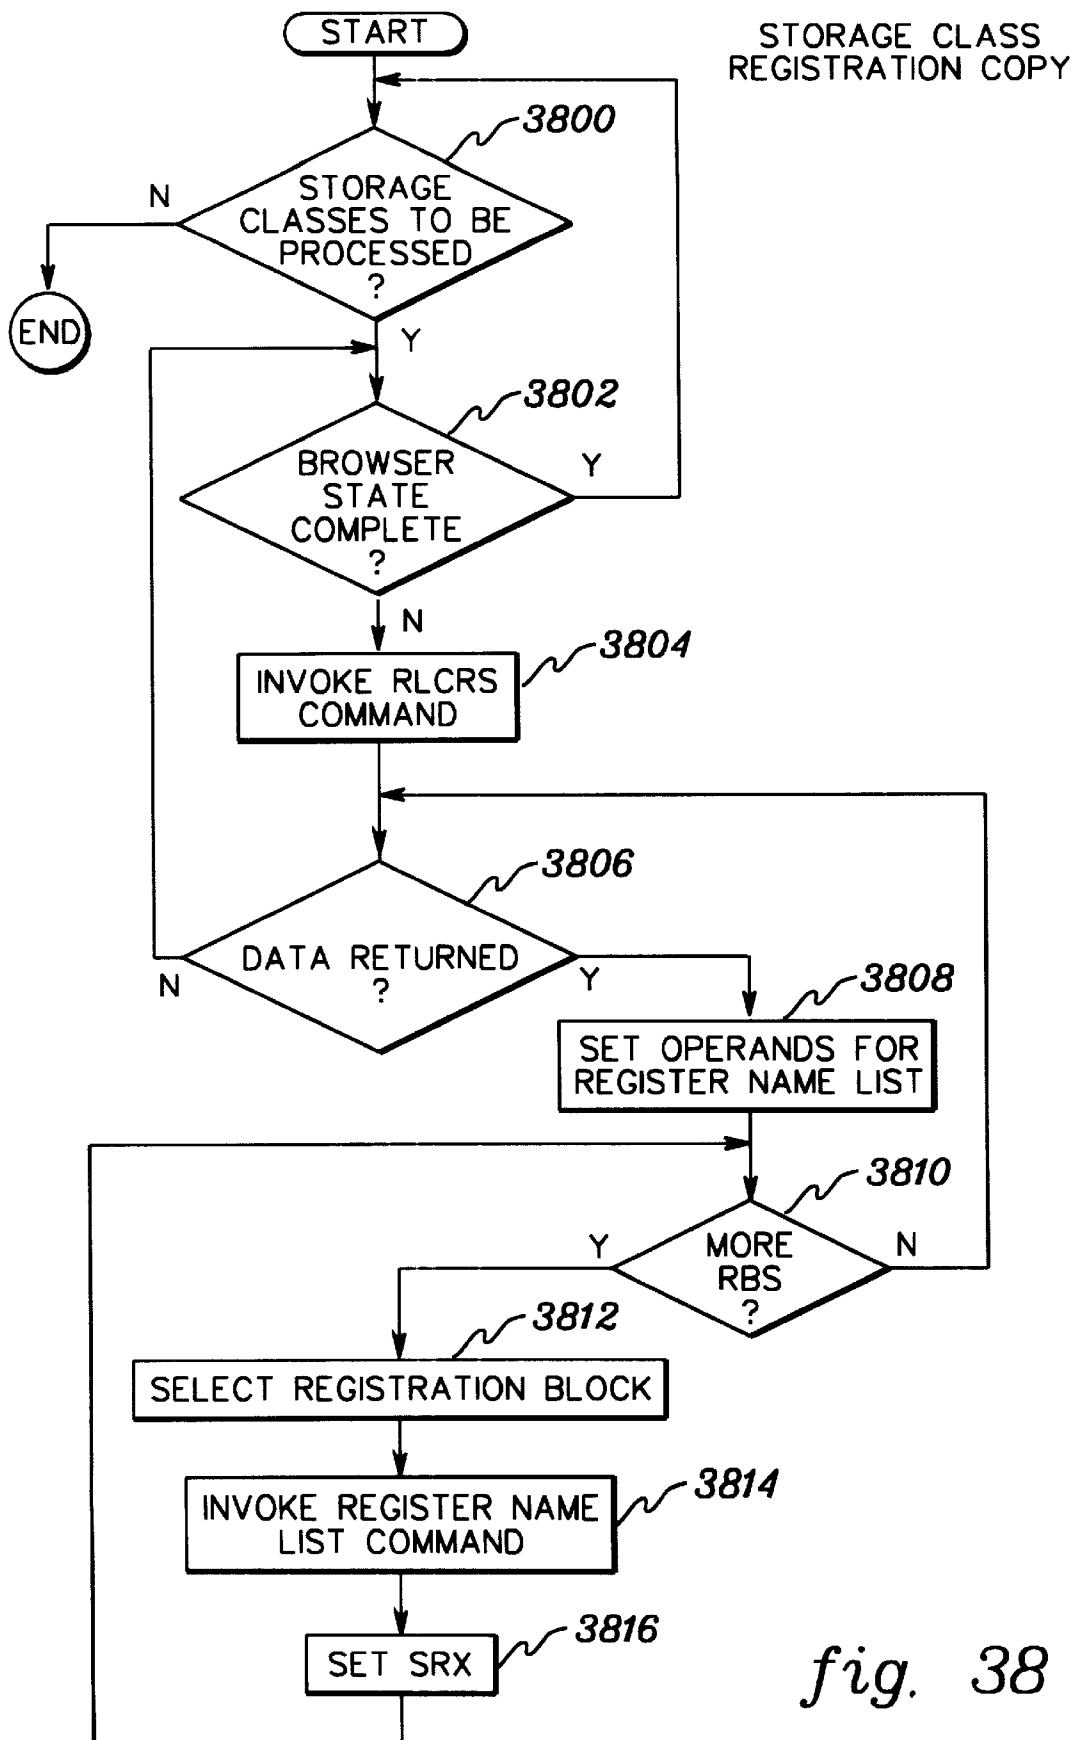 START
STORAGE CLASS
REGISTRATION COPY
3800
N
STORAGE
CLASSES TO BE
PROCESSED
?
END
Y
3802
BROWSER
STATE
COMPLETE
?
Y
N
3804
INVOKE RLCRS
COMMAND
3806
DATA RETURNED
?
N
Y
3808
SET OPERANDS FOR
REGISTER NAME LIST
3810
Y
MORE
RBS
?
N
3812
SELECT REGISTRATION BLOCK
3814
INVOKE REGISTER NAME
LIST COMMAND
3816
SET SRX
fig. 38